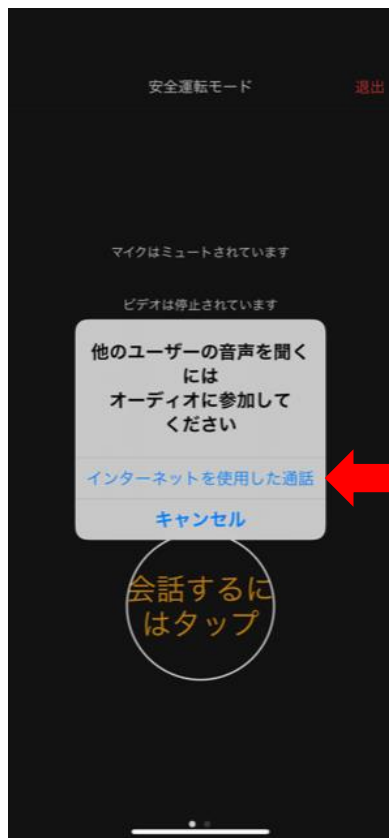 安全運転モード
退出
マイクはミュートされています
ビデオは停止されています
他のユーザーの音声を聞く
には
オーディオに参加して
ください
インターネットを使用した通話
キャンセル
会話するに
はタップ